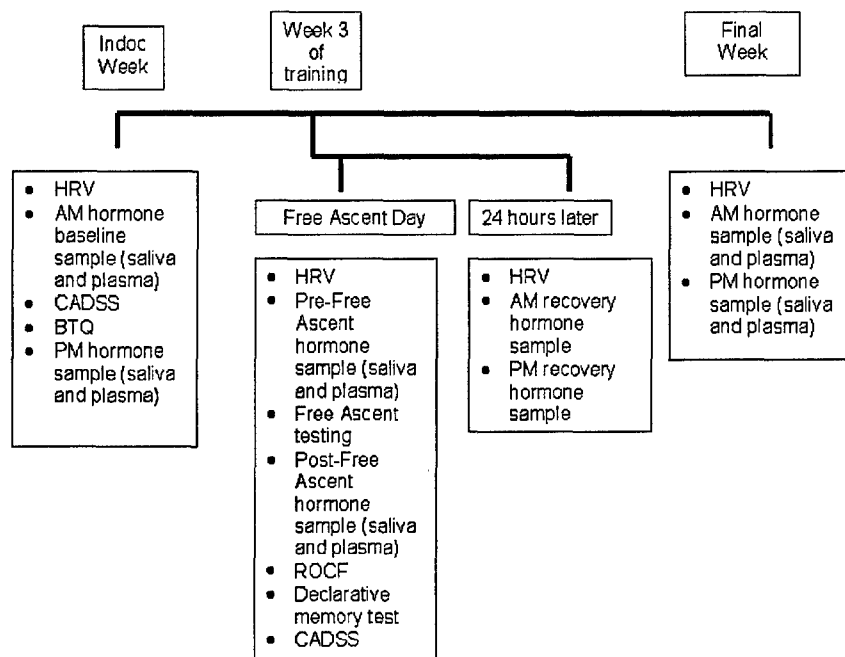 Indoc
Week
Week 3
of
training
Final
Week
• HRV
• AM hormone
baseline
sample (saliva
and plasma)
• CADSS
• BTQ
• PM hormone
sample (saliva
and plasma)
Free Ascent Day
• HRV
• Pre-Free
Ascent
hormone
sample (saliva
and plasma)
• Free Ascent
testing
• Post-Free
Ascent
hormone
sample (saliva
and plasma)
• ROCF
• Declarative
memory test
• CADSS
24 hours later
• HRV
• AM recovery
hormone
sample
• PM recovery
hormone
sample
• HRV
• AM hormone
sample (saliva
and plasma)
• PM hormone
sample (saliva
and plasma)